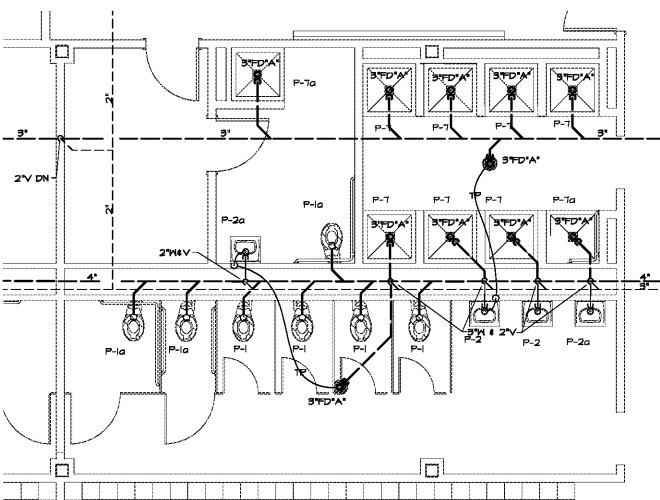 3"FD"A"
P-7a
3"FD"A" 3"FD"A" 3"FD"A" 3"FD"A"
2"
P-7 P-7 P-7 P-7
3" 3" 3"
3"FD"A"
2"V DN
TP
2"
P-1a
P-7 P-7 P-7 P-7a
P-2a
3"FD"A" 3"FD"A" 3"FD"A" 3"FD"A"
2"W&V
4" 4"
3"
3"W & 2"V
P-1a P-1a P-1 P-1 P-1 P-1 P-2 P-2 P-2a
TP
3"FD"A"